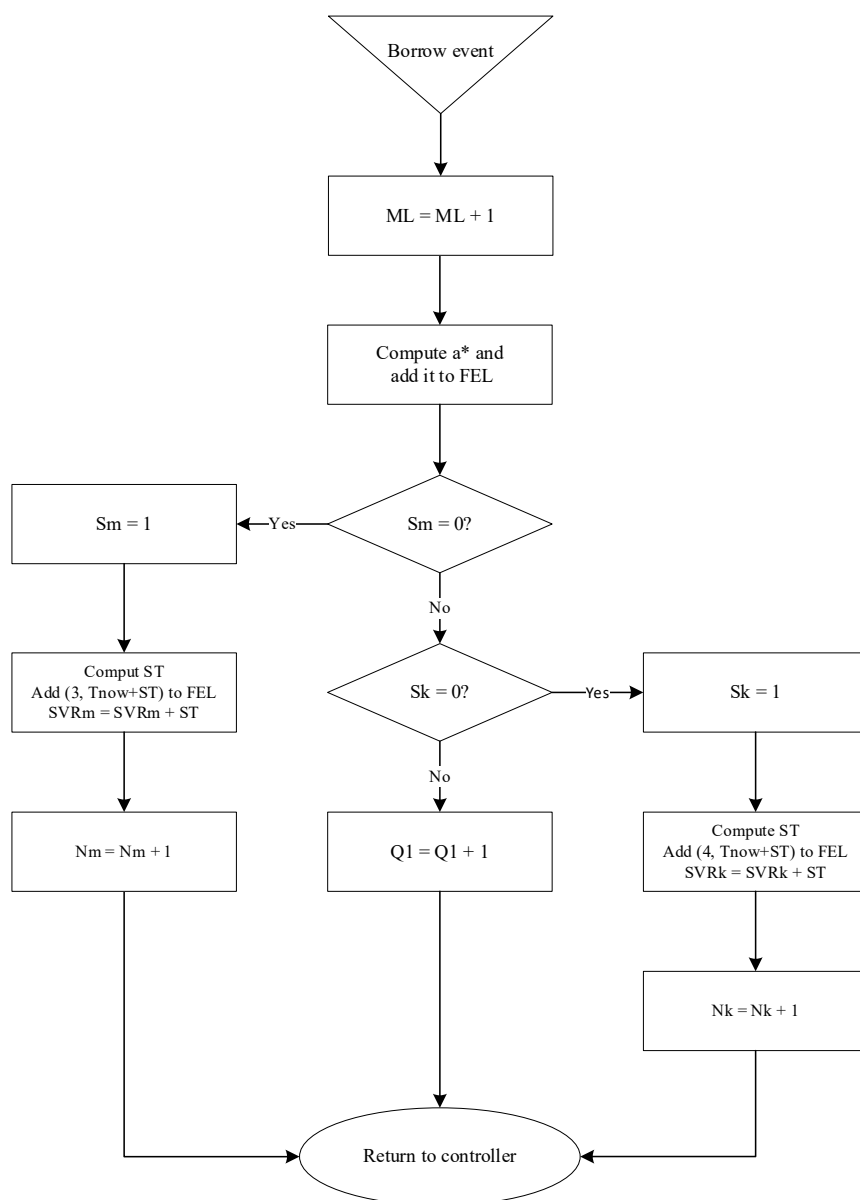 Borrow event
ML = ML + 1
Compute a* and
add it to FEL
Sm = 1
Yes
Sm = 0?
No
Sk = 0?
Yes
Sk = 1
Comput ST
Add (3, Tnow+ST) to FEL
SVRm = SVRm + ST
No
Nm = Nm + 1
Q1 = Q1 + 1
Compute ST
Add (4, Tnow+ST) to FEL
SVRk = SVRk + ST
Nk = Nk + 1
Return to controller